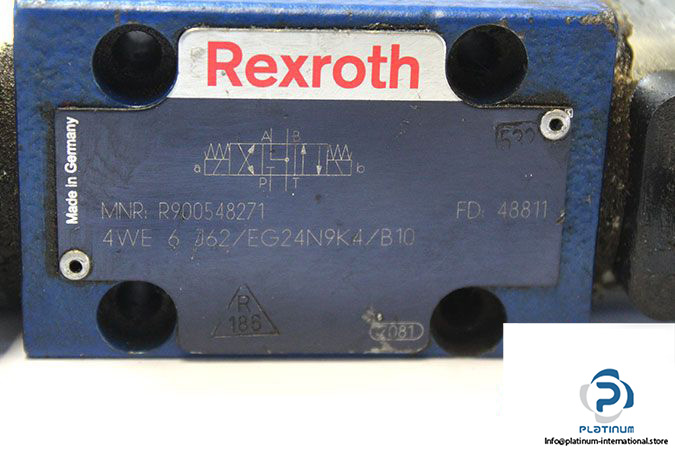 Rexroth
Made in Germany
A B
a b
P T
MNR: R900548271
FD: 48811
4WE 6 J62/EG24N9K4/B10
R
186
7081
PLATINUM
Info@platinum-international.store